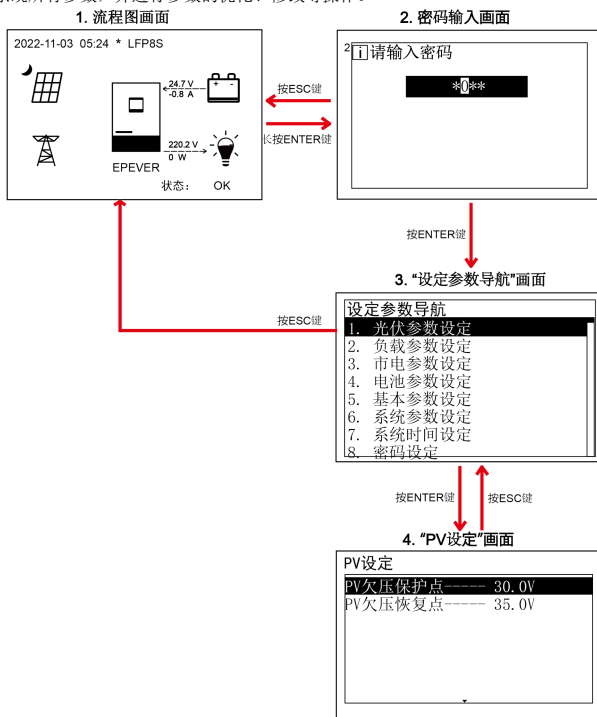 1. 流程图画面
2. 密码输入画面
2022-11-03 05:24 * LFP8S
24.7 V
-0.8 A
+ -
220.2 V
0 W
EPEVER
状态： OK
按ESC键
长按ENTER键
2
i 请输入密码
*0**
按ENTER键
3. “设定参数导航”画面
设定参数导航
1. 光伏参数设定
2. 负载参数设定
3. 市电参数设定
4. 电池参数设定
5. 基本参数设定
6. 系统参数设定
7. 系统时间设定
8. 密码设定
按ESC键
按ENTER键
按ESC键
4. “PV设定”画面
PV设定
PV欠压保护点----- 30.0V
PV欠压恢复点----- 35.0V